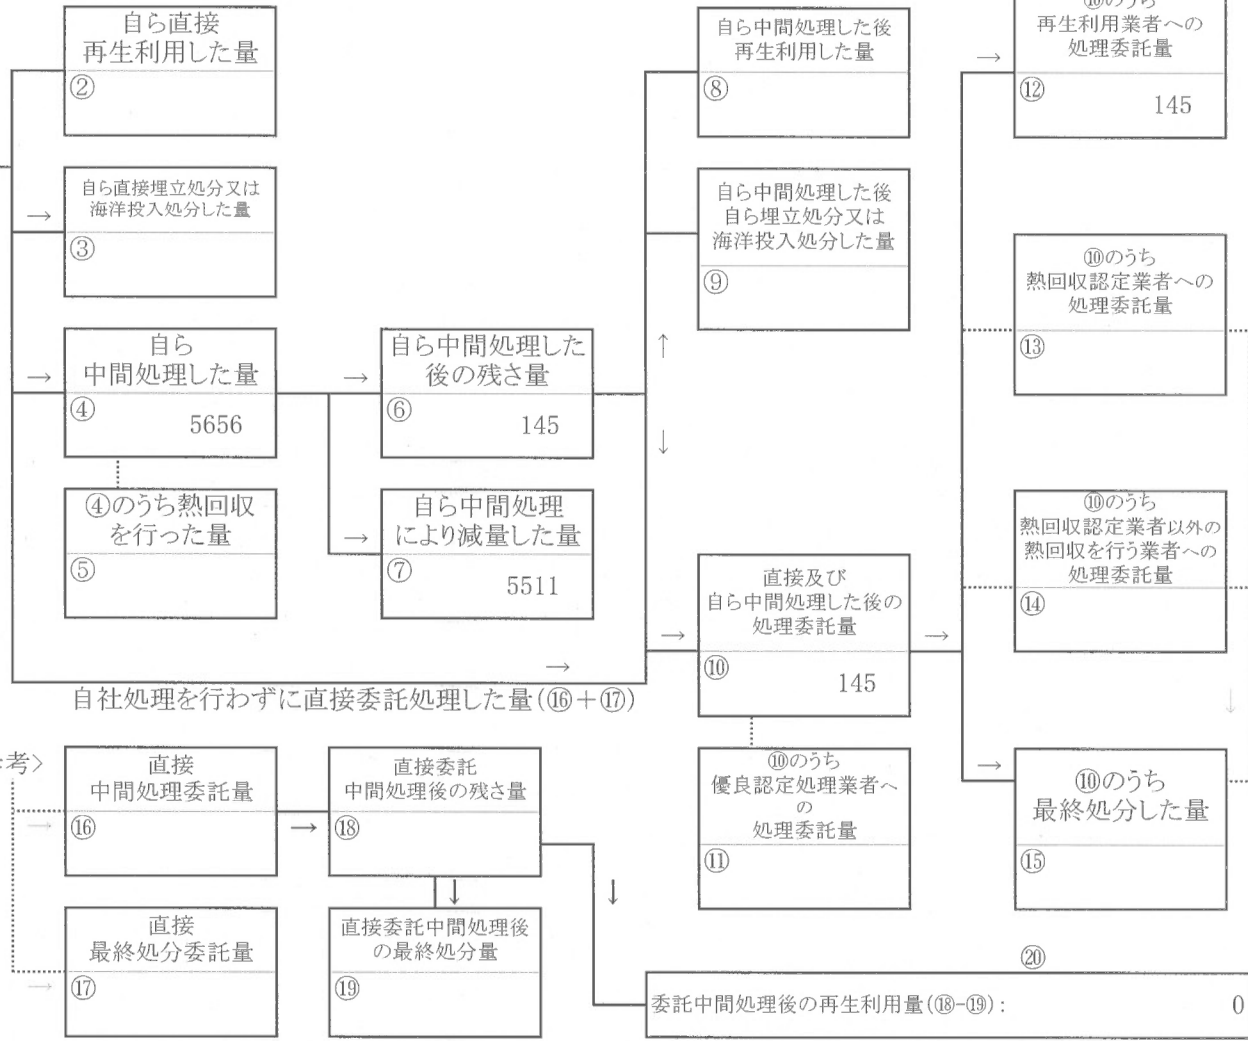 自ら直接
再生利用した量
②
自ら直接埋立処分又は
海洋投入処分した量
→
③
自ら
中間処理した量
→
④
5656
④のうち熱回収
を行った量
⑤
自ら中間処理した
後の残さ量
→
⑥
145
自ら中間処理
により減量した量
→
⑦
5511
→
自社処理を行わずに直接委託処理した量(⑯＋⑰)
自ら中間処理した後
再生利用した量
⑧
自ら中間処理した後
自ら埋立処分又は
海洋投入処分した量
⑨
↑
↓
直接及び
自ら中間処理した後の
処理委託量
→
⑩
145
→
⑩のうち
優良認定処理業者へ
の
処理委託量
⑪
⑩のうち
再生利用業者への
処理委託量
→
⑫
145
⑩のうち
熱回収認定業者への
処理委託量
⑬
⑩のうち
熱回収認定業者以外の
熱回収を行う業者への
処理委託量
⑭
↓
→
⑩のうち
最終処分した量
⑮
考>
直接
中間処理委託量
→
⑯
直接委託
中間処理後の残さ量
→
⑱
↓
↓
直接
最終処分委託量
→
⑰
直接委託中間処理後
の最終処分量
⑲
⑳
委託中間処理後の再生利用量(⑱-⑲)：
0